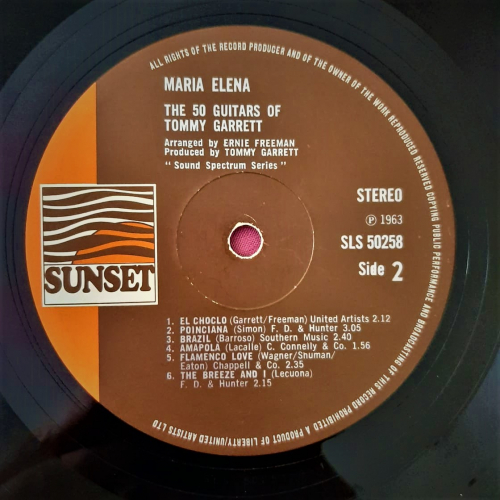 ALL RIGHTS OF THE RECORD PRODUCER AND OF THE OWNER OF THE WORK REPRODUCED RESERVED COPYING PUBLIC PERFORMANCE AND BROADCASTING OF THIS RECORD PROHIBITED A PRODUCT OF LIBERTY/UNITED ARTISTS LTD
MARIA ELENA
THE 50 GUITARS OF
TOMMY GARRETT
Arranged by ERNIE FREEMAN
Produced by TOMMY GARRETT
"Sound Spectrum Series"
STEREO
Ⓟ 1963
SLS 50258
Side 2
SUNSET
1. EL CHOCLO (Garrett/Freeman) United Artists 2.12
2. POINCIANA (Simon) F. D. & Hunter 3.05
3. BRAZIL (Barroso) Southern Music 2.40
4. AMAPOLA (Lacalle) C. Connelly & Co. 1.56
5. FLAMENCO LOVE (Wagner/Shuman/
Eaton) Chappell & Co. 2.35
6. THE BREEZE AND I (Lecuona)
F. D. & Hunter 2.15